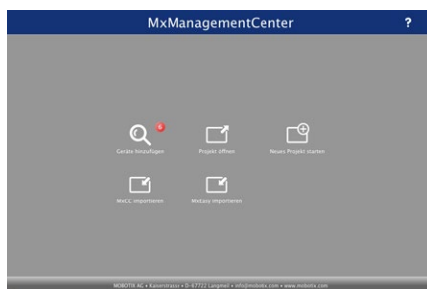 MxManagementCenter ?
6
Geräte hinzufügen Projekt öffnen Neues Projekt starten
MxCC importieren MxEasy importieren
MOBOTIX AG • Kaiserstrasse • D-67722 Langmeil • info@mobotix.com • www.mobotix.com